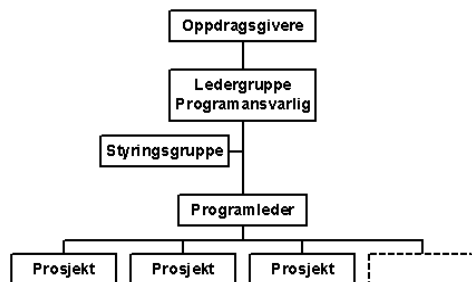 Oppdragsgivere
Ledergruppe
Programansvarlig
Styringsgruppe
Programleder
Prosjekt
Prosjekt
Prosjekt